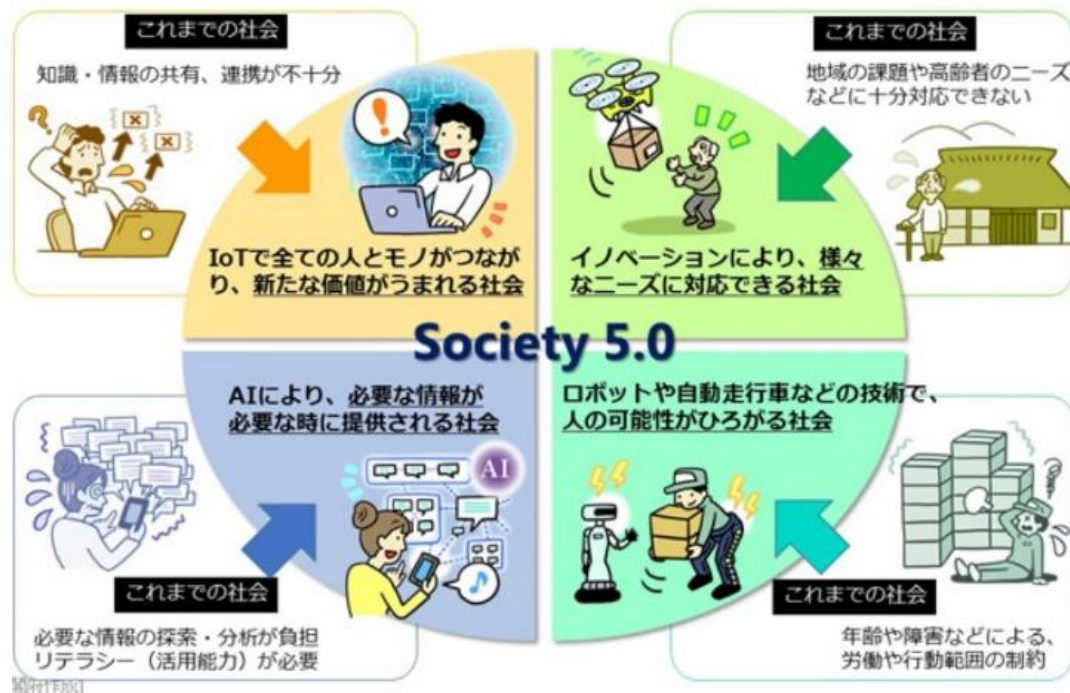 これまでの社会
知識・情報の共有、連携が不十分
IoTで全ての人とモノがつなが
り、新たな価値がうまれる社会
これまでの社会
地域の課題や高齢者のニーズ
などに十分対応できない
イノベーションにより、様々
なニーズに対応できる社会
Society 5.0
AIにより、必要な情報が
必要な時に提供される社会
AI
これまでの社会
必要な情報の探索・分析が負担
リテラシー（活用能力）が必要
ロボットや自動走行車などの技術で、
人の可能性がひろがる社会
これまでの社会
年齢や障害などによる、
労働や行動範囲の制約